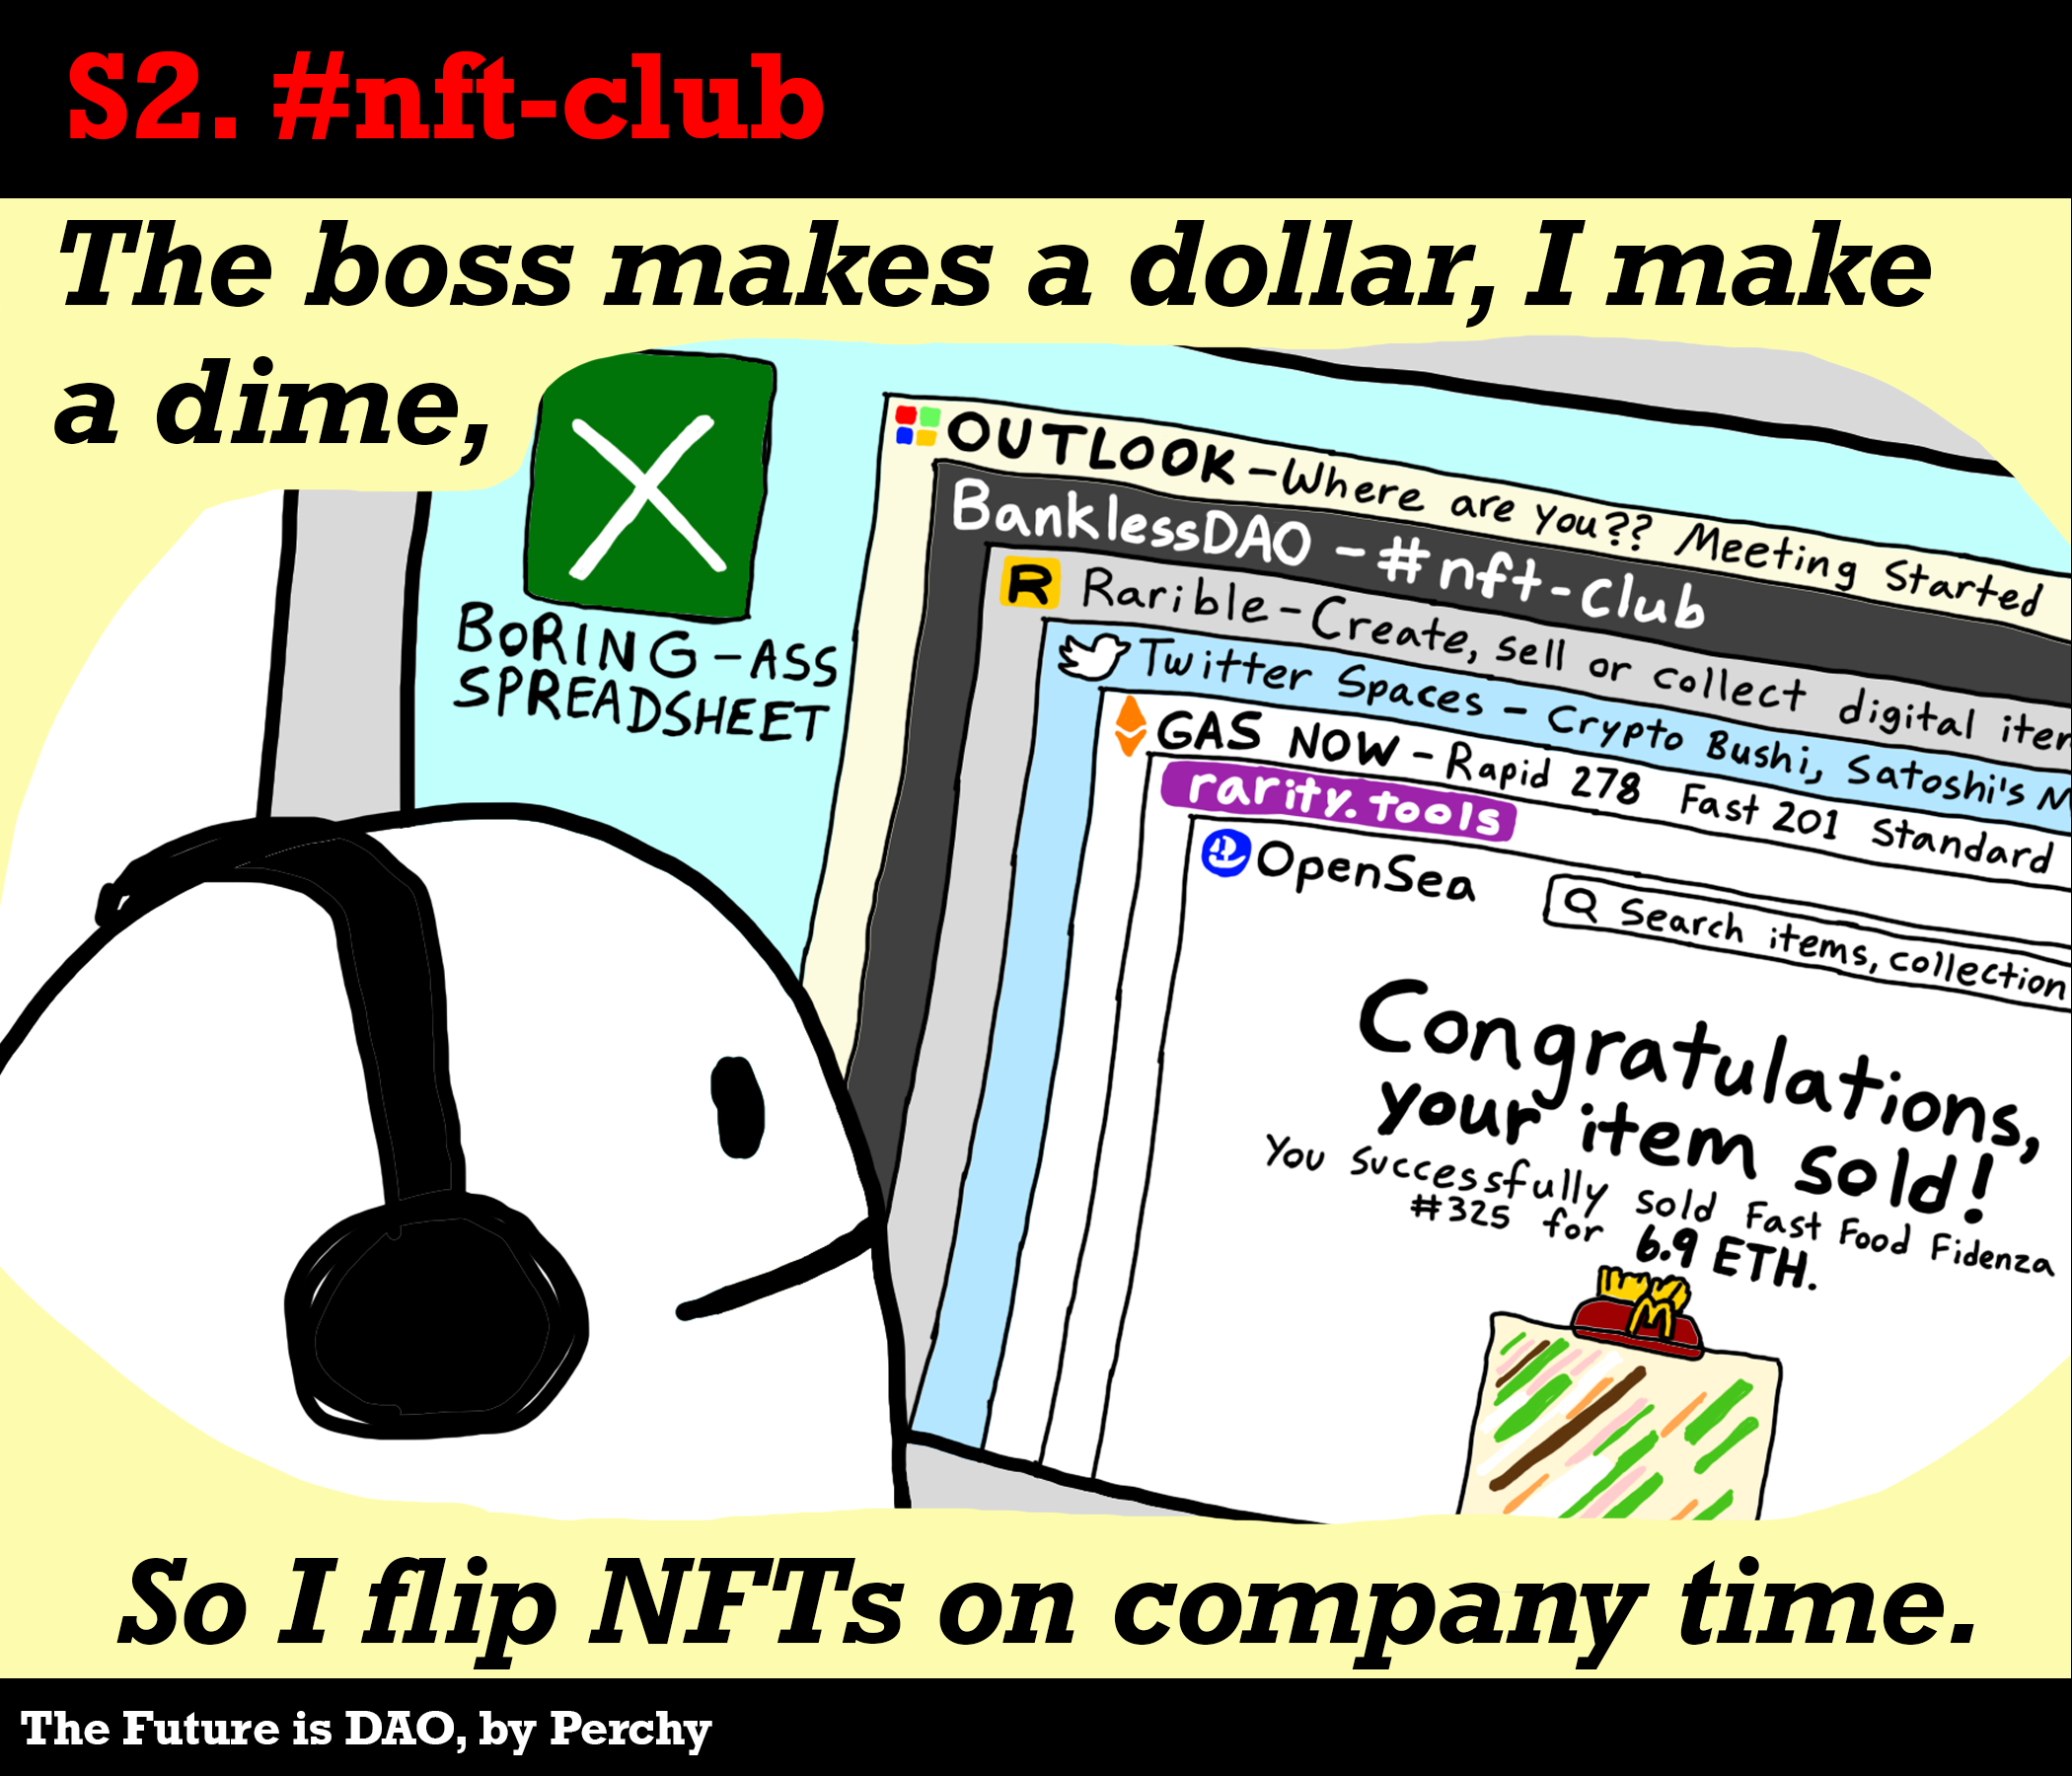 S2. #nft-club
The boss makes a dollar, I make
a dime,
X
BORING-ASS
SPREADSHEET
OUTLOOK-Where are you?? Meeting Started
BanklessDAO - #nft-club
R Rarible-Create, sell or collect digital
Twitter Spaces - Crypto Bushi, Satoshi's
GAS NOW - Rapid 278 Fast 201 Standard
rarity.tools
OpenSea
Search items, collection
Congratulations,
your item sold!
You successfully sold Fast Food Fidenza
#325 for 6.9 ETH.
M
So I flip NFTs on company time.
The Future is DAO, by Perchy